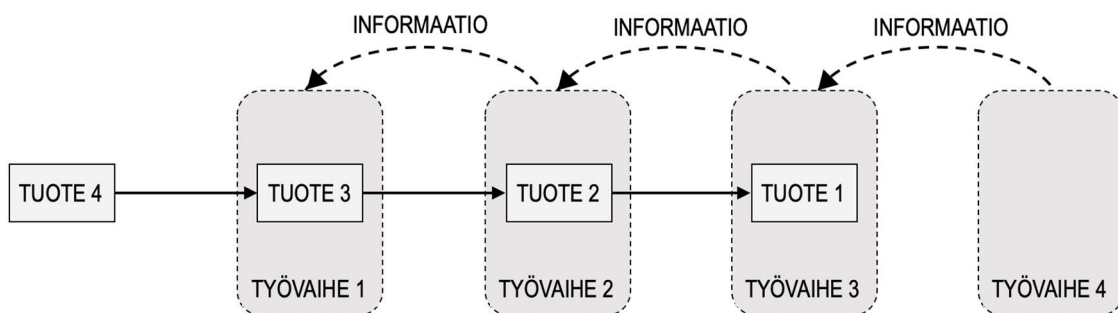 INFORMAATIO
INFORMAATIO
INFORMAATIO
TUOTE 4
TUOTE 3
TUOTE 2
TUOTE 1
TYÖVAIHE 1
TYÖVAIHE 2
TYÖVAIHE 3
TYÖVAIHE 4